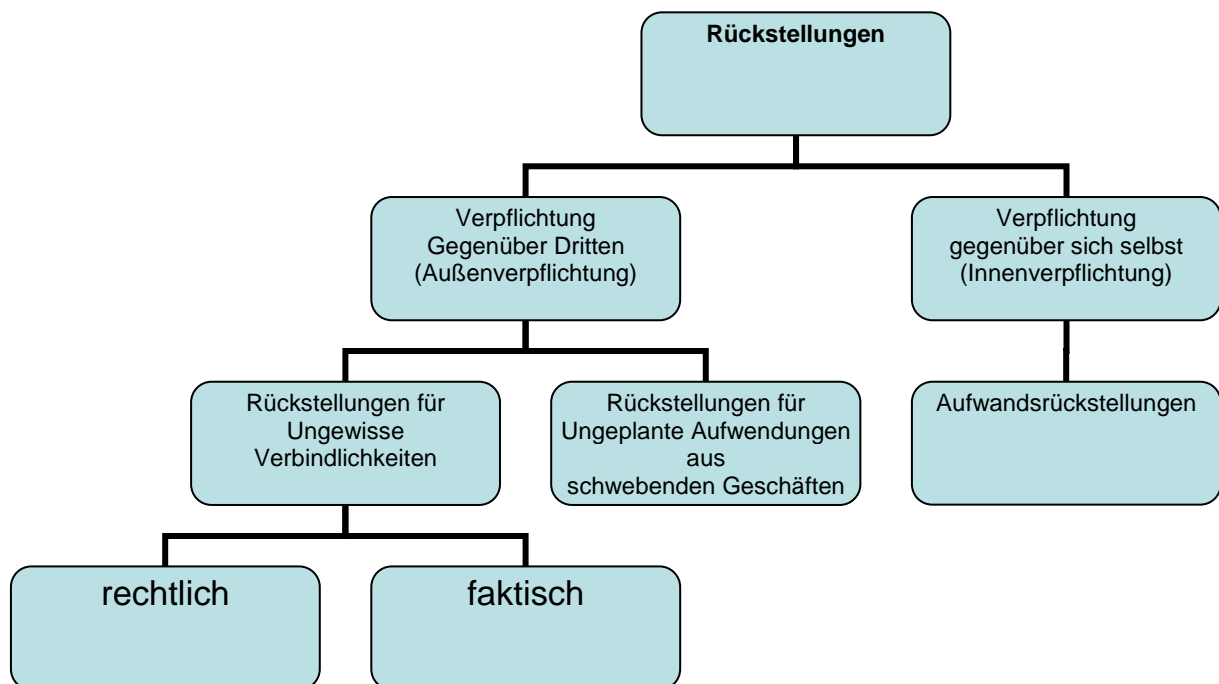 Rückstellungen
Verpflichtung
Gegenüber Dritten
(Außenverpflichtung)
Verpflichtung
gegenüber sich selbst
(Innenverpflichtung)
Rückstellungen für
Ungewisse
Verbindlichkeiten
Rückstellungen für
Ungeplante Aufwendungen
aus
schwebenden Geschäften
Aufwandsrückstellungen
rechtlich
faktisch